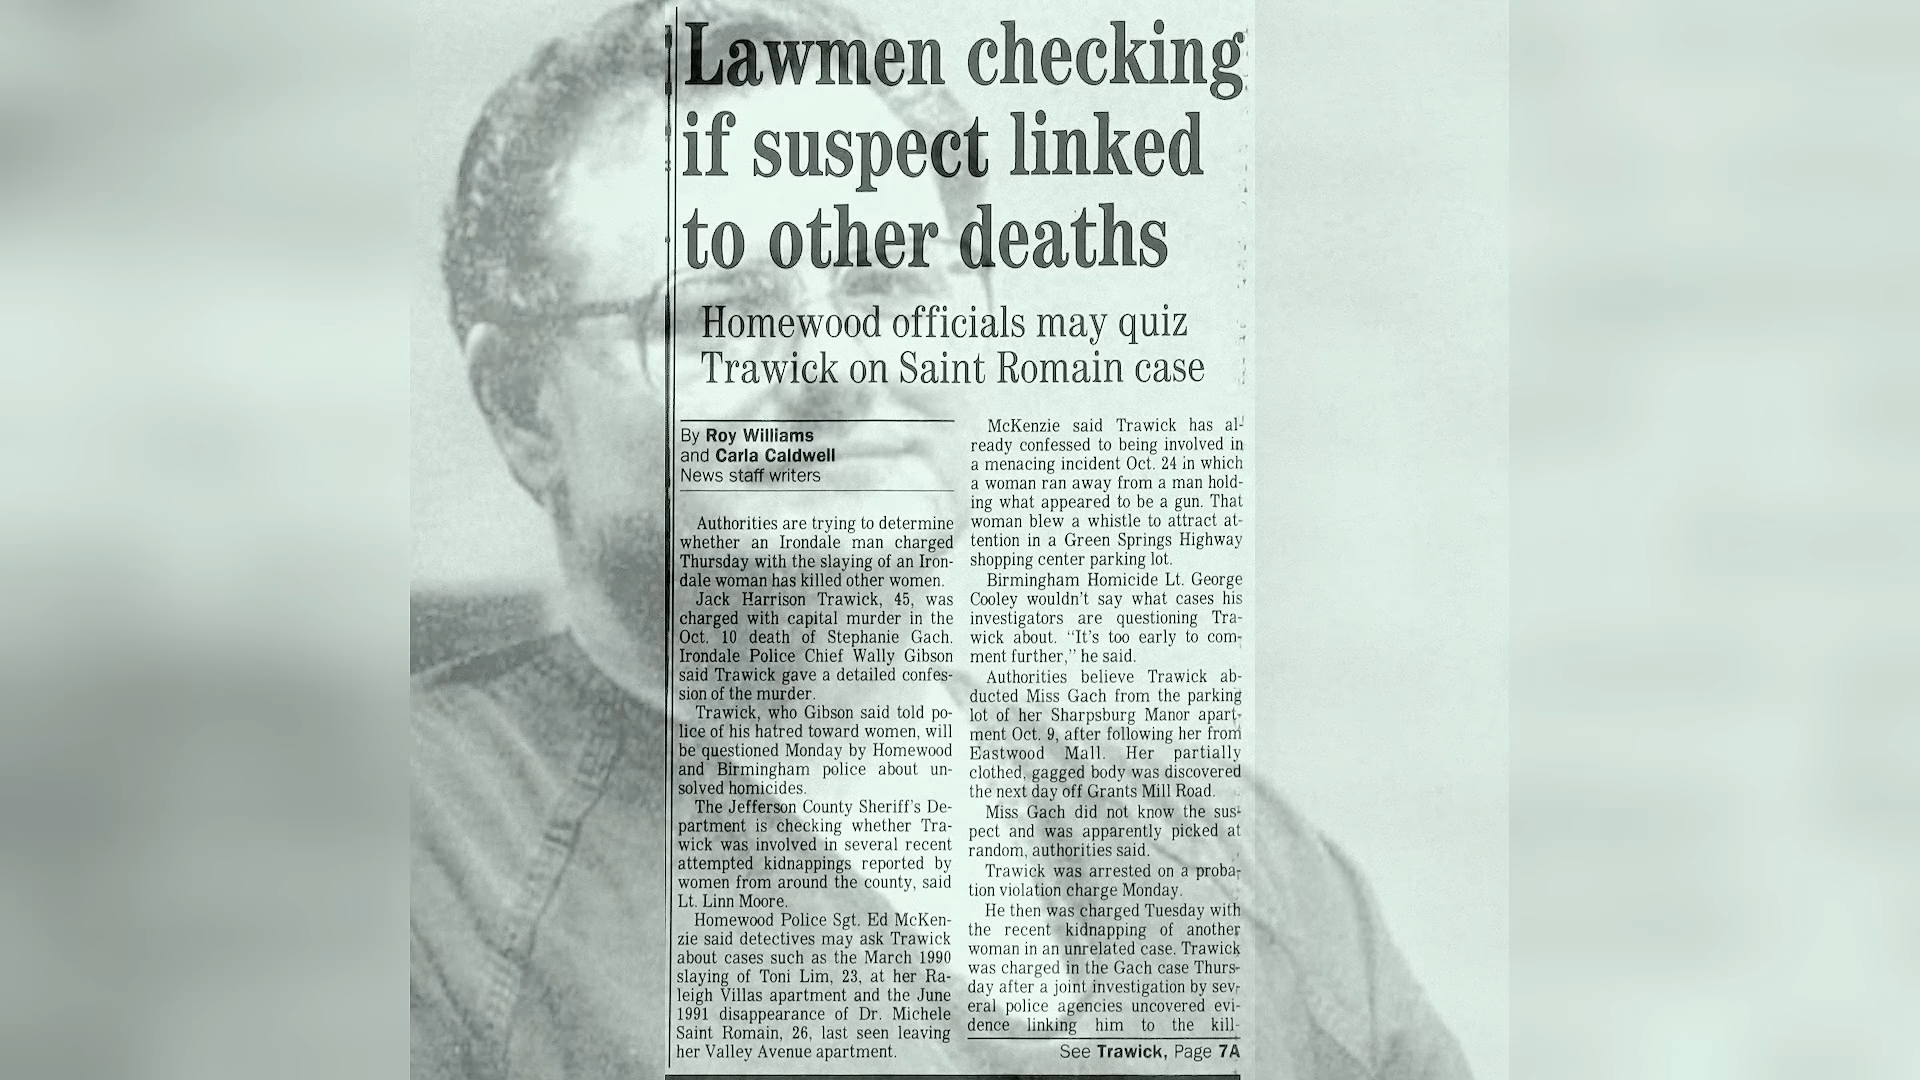 Lawmen checking
if suspect linked
to other deaths
Homewood officials may quiz
Trawick on Saint Romain case
By Roy Williams
and Carla Caldwell
News staff writers
Authorities are trying to determine
whether an Irondale man charged
Thursday with the slaying of an Iron-
dale woman has killed other women.
Jack Harrison Trawick, 45, was
charged with capital murder in the
Oct. 10 death of Stephanie Gach.
Irondale Police Chief Wally Gibson
said Trawick gave a detailed confes-
sion of the murder.
Trawick, who Gibson said told po-
lice of his hatred toward women, will
be questioned Monday by Homewood
and Birmingham police about un-
solved homicides.
The Jefferson County Sheriff's De-
partment is checking whether Tra-
wick was involved in several recent
attempted kidnappings reported by
women from around the county, said
Lt. Linn Moore.
Homewood Police Sgt. Ed McKen-
zie said detectives may ask Trawick
about cases such as the March 1990
slaying of Toni Lim, 23, at her Ra-
leigh Villas apartment and the June
1991 disappearance of Dr. Michele
Saint Romain, 26, last seen leaving
her Valley Avenue apartment.
McKenzie said Trawick has al-
ready confessed to being involved in
a menacing incident Oct. 24 in which
a woman ran away from a man hold-
ing what appeared to be a gun. That
woman blew a whistle to attract at-
tention in a Green Springs Highway
shopping center parking lot.
Birmingham Homicide Lt. George
Cooley wouldn't say what cases his
investigators are questioning Tra-
wick about. "It's too early to com-
ment further," he said.
Authorities believe Trawick ab-
ducted Miss Gach from the parking
lot of her Sharpsburg Manor apart-
ment Oct. 9, after following her from
Eastwood Mall. Her partially
clothed, gagged body was discovered
the next day off Grants Mill Road.
Miss Gach did not know the sus-
pect and was apparently picked at
random, authorities said.
Trawick was arrested on a proba-
tion violation charge Monday.
He then was charged Tuesday with
the recent kidnapping of another
woman in an unrelated case. Trawick
was charged in the Gach case Thurs-
day after a joint investigation by sev-
eral police agencies uncovered evi-
dence linking him to the kill-
See Trawick, Page 7A